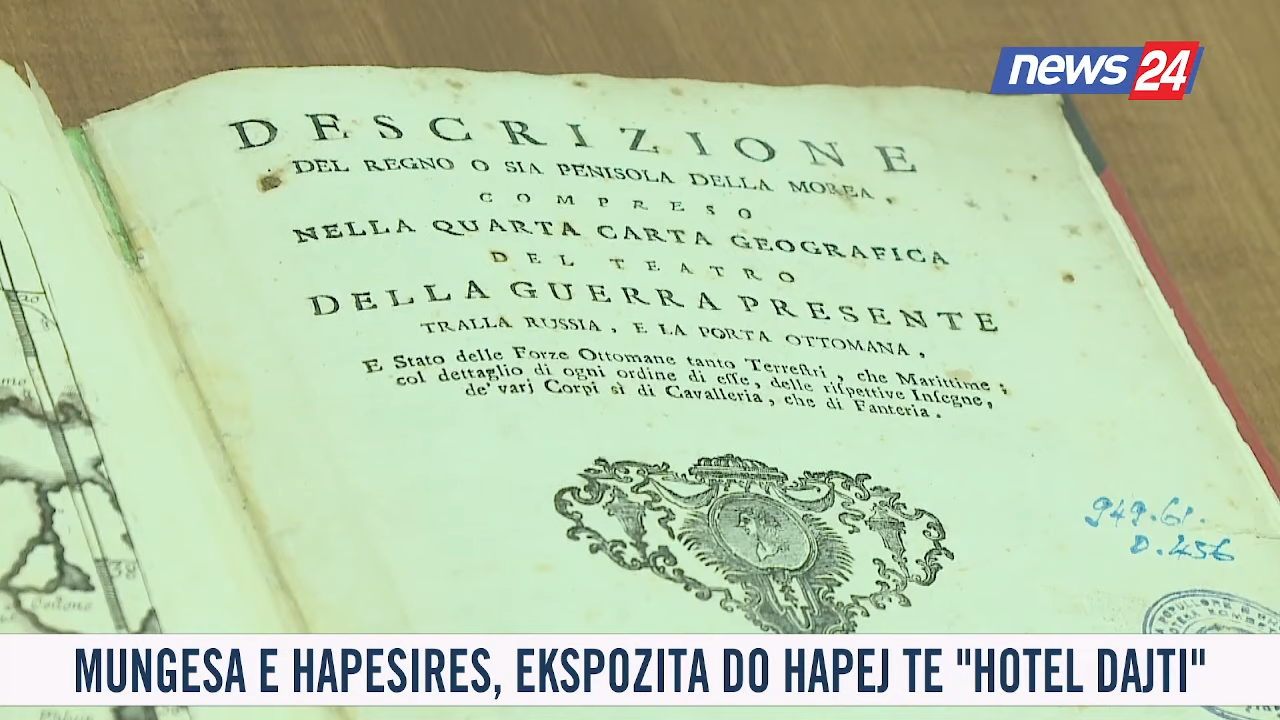 news 24
DESCRIZIONE
DEL REGNO O SIA PENISOLA DELLA MOREA,
COMPRESO
NELLA QUARTA CARTA GEOGRAFICA
DEL TEATRO
DELLA GUERRA PRESENTE
TRALLA RUSSIA, E LA PORTA OTTOMANA,
E Stato delle Forze Ottomane tanto Terreſtri, che Marittime;
col dettaglio di ogni ordine di eſſe, delle riſpettive Inſegne,
de' varj Corpi sì di Cavalleria, che di Fanteria.
949.61.
D.456
MUNGESA E HAPESIRES, EKSPOZITA DO HAPEJ TE "HOTEL DAJTI"